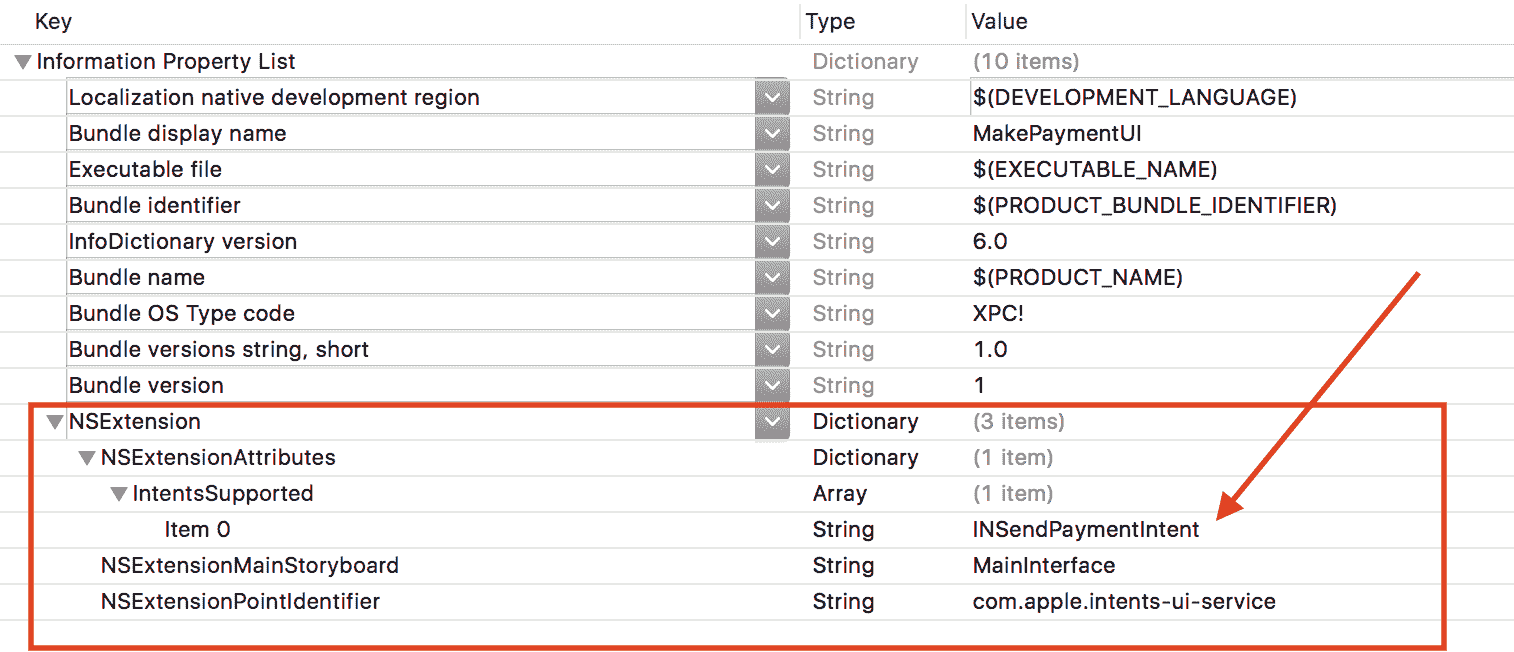 Key Type Value
Information Property List Dictionary (10 items)
Localization native development region String $(DEVELOPMENT_LANGUAGE)
Bundle display name String MakePaymentUI
Executable file String $(EXECUTABLE_NAME)
Bundle identifier String $(PRODUCT_BUNDLE_IDENTIFIER)
InfoDictionary version String 6.0
Bundle name String $(PRODUCT_NAME)
Bundle OS Type code String XPC!
Bundle versions string, short String 1.0
Bundle version String 1
NSExtension Dictionary (3 items)
NSExtensionAttributes Dictionary (1 item)
IntentsSupported Array (1 item)
Item 0 String INSendPaymentIntent
NSExtensionMainStoryboard String MainInterface
NSExtensionPointIdentifier String com.apple.intents-ui-service